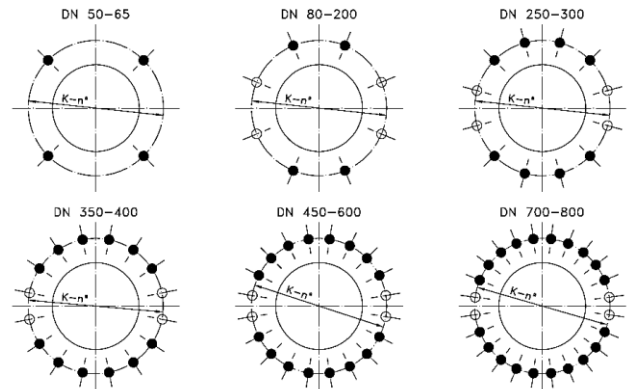 DN 50-65
DN 80-200
DN 250-300
K-n*
K-n*
K-n*
DN 350-400
DN 450-600
DN 700-800
K-n*
K-n*
K-n*